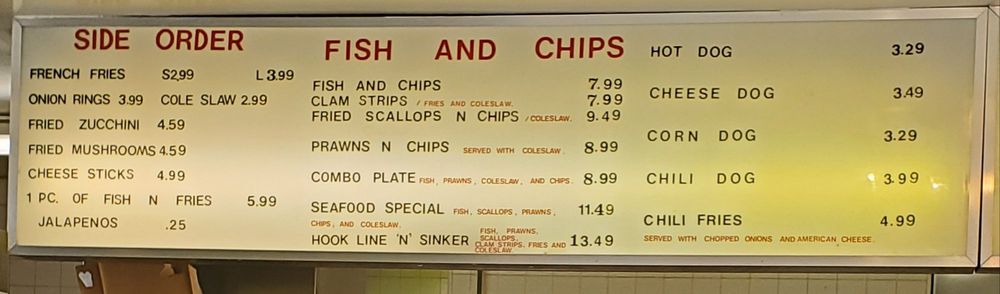 SIDE ORDER
FRENCH FRIES S2.99 L 3.99
ONION RINGS 3.99 COLE SLAW 2.99
FRIED ZUCCHINI 4.59
FRIED MUSHROOMS 4.59
CHEESE STICKS 4.99
1 PC. OF FISH N FRIES 5.99
JALAPENOS .25
FISH AND CHIPS
FISH AND CHIPS 7.99
CLAM STRIPS / FRIES AND COLESLAW. 7.99
FRIED SCALLOPS N CHIPS / COLESLAW. 9.49
PRAWNS N CHIPS SERVED WITH COLESLAW. 8.99
COMBO PLATE FISH, PRAWNS, COLESLAW, AND CHIPS. 8.99
SEAFOOD SPECIAL FISH, SCALLOPS, PRAWNS, 11.49
CHIPS, AND COLESLAW.
HOOK LINE 'N' SINKER 13.49
FISH, PRAWNS,
SCALLOPS,
CLAM STRIPS, FRIES AND
COLESLAW
HOT DOG 3.29
CHEESE DOG 3.49
CORN DOG 3.29
CHILI DOG 3.99
CHILI FRIES 4.99
SERVED WITH CHOPPED ONIONS AND AMERICAN CHEESE.